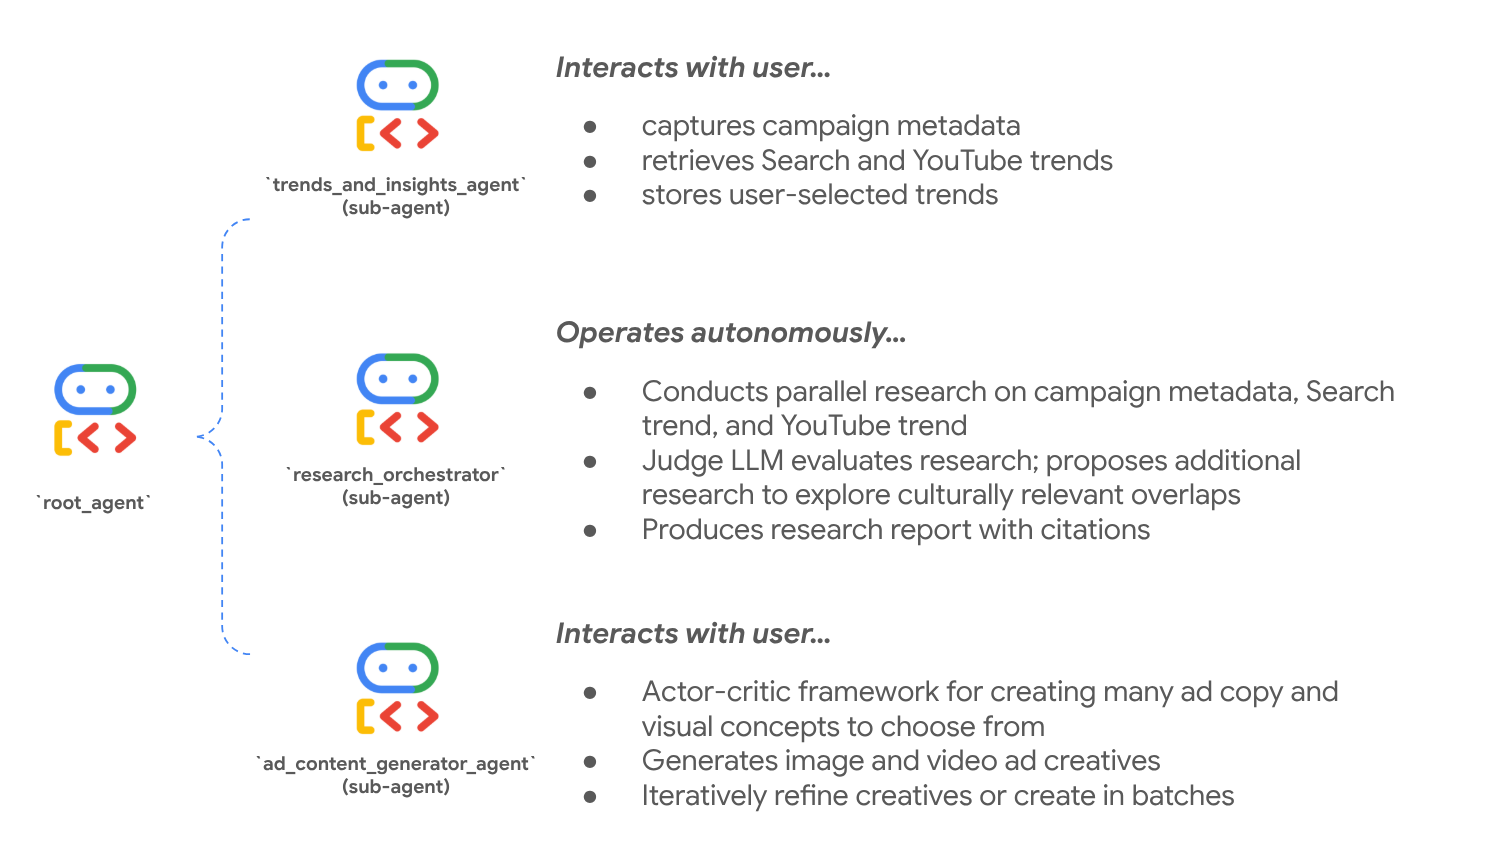 Interacts with user...
● captures campaign metadata
● retrieves Search and YouTube trends
● stores user-selected trends
`trends_and_insights_agent`
(sub-agent)
Operates autonomously...
● Conducts parallel research on campaign metadata, Search
trend, and YouTube trend
● Judge LLM evaluates research; proposes additional
research to explore culturally relevant overlaps
● Produces research report with citations
`research_orchestrator`
(sub-agent)
`root_agent`
Interacts with user...
● Actor-critic framework for creating many ad copy and
visual concepts to choose from
● Generates image and video ad creatives
● Iteratively refine creatives or create in batches
`ad_content_generator_agent`
(sub-agent)